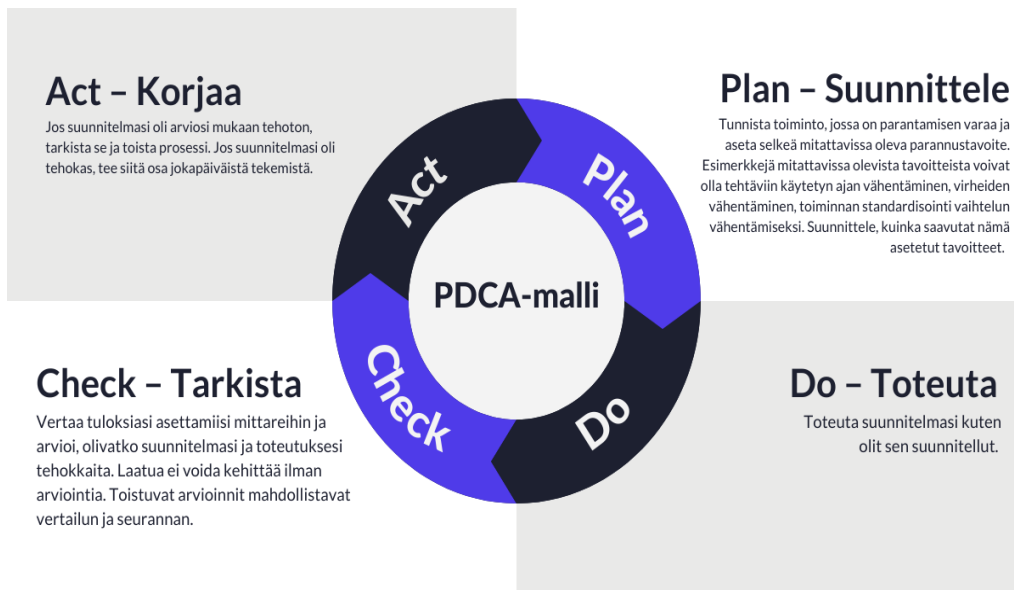 Act – Korjaa
Jos suunnitelmasi oli arviosi mukaan tehoton,
tarkista se ja toista prosessi. Jos suunnitelmasi oli
tehokas, tee siitä osa jokapäiväistä tekemistä.
Plan – Suunnittele
Tunnista toiminto, jossa on parantamisen varaa ja
aseta selkeä mitattavissa oleva parannustavoite.
Esimerkkejä mitattavissa olevista tavoitteista voivat
olla tehtäviin käytetyn ajan vähentäminen, virheiden
vähentäminen, toiminnan standardisointi vaihtelun
vähentämiseksi. Suunnittele, kuinka saavutat nämä
asetetut tavoitteet.
Act
Plan
PDCA-malli
Check
Do
Check – Tarkista
Vertaa tuloksiasi asettamiisi mittareihin ja
arvioi, olivatko suunnitelmasi ja toteutuksesi
tehokkaita. Laatua ei voida kehittää ilman
arviointia. Toistuvat arvioinnit mahdollistavat
vertailun ja seurannan.
Do – Toteuta
Toteuta suunnitelmasi kuten
olit sen suunnitellut.